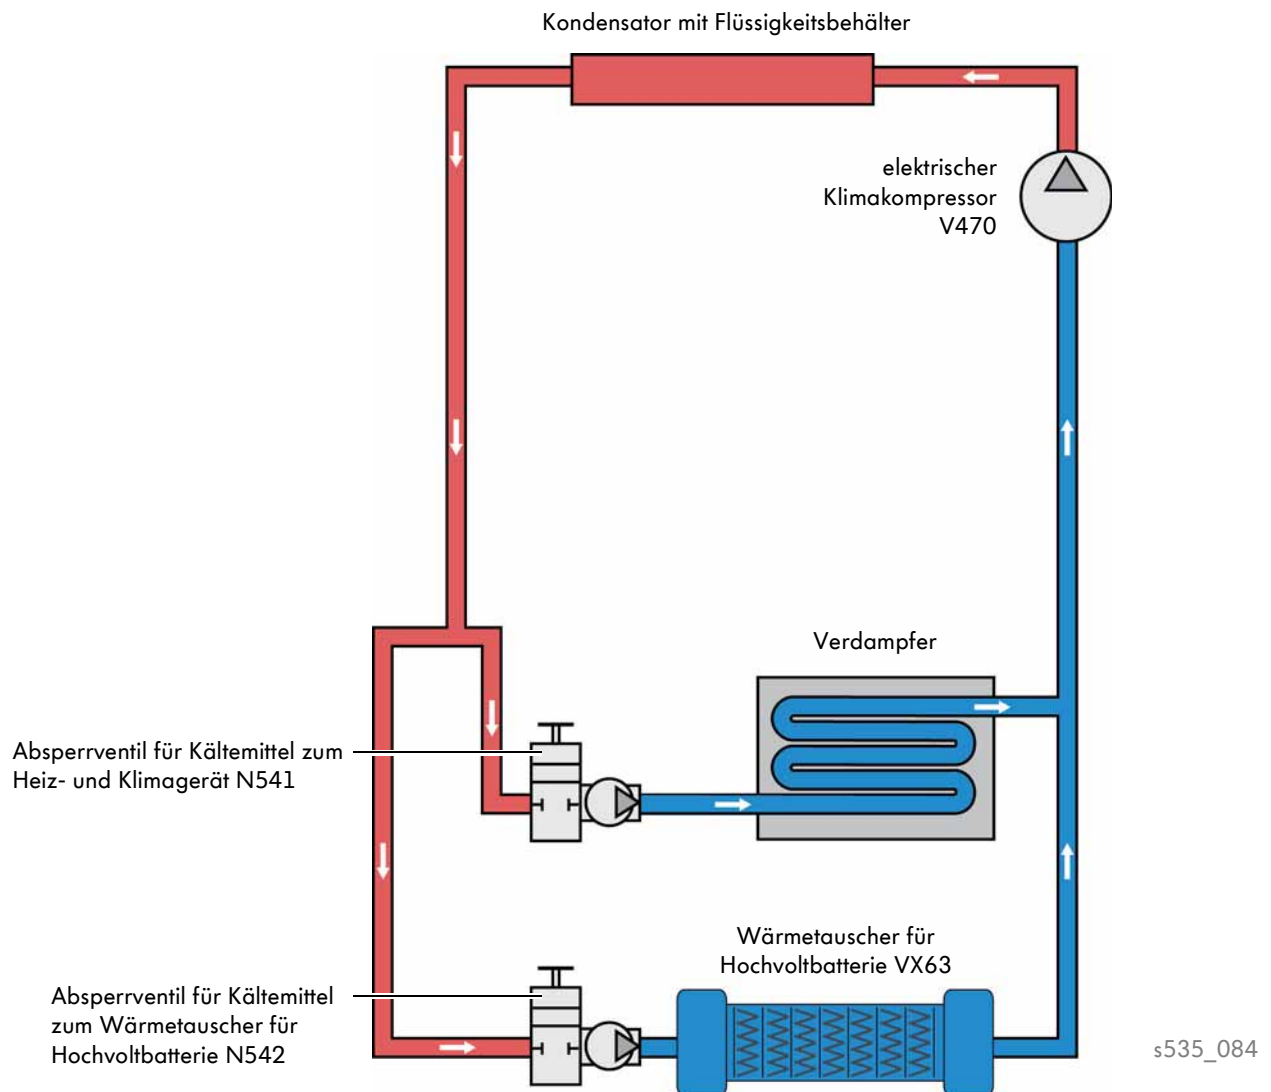 Kondensator mit Flüssigkeitsbehälter
elektrischer
Klimakompressor
V470
Verdampfer
Absperrventil für Kältemittel zum
Heiz- und Klimagerät N541
Wärmetauscher für
Hochvoltbatterie VX63
Absperrventil für Kältemittel
zum Wärmetauscher für
Hochvoltbatterie N542
s535_084